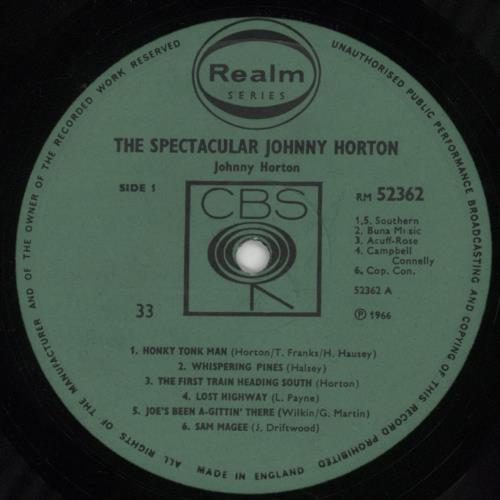 Realm
SERIES
THE SPECTACULAR JOHNNY HORTON
Johnny Horton
SIDE 1
RM 52362
CBS
1,5. Southern
2. Buna Music
3. Acuff-Rose
4. Campbell
Connelly
6. Cop. Con.
52362 A
33
Ⓟ 1966
1. HONKY TONK MAN (Horton/T. Franks/H. Hausey)
2. WHISPERING PINES (Halsey)
3. THE FIRST TRAIN HEADING SOUTH (Horton)
4. LOST HIGHWAY (L. Payne)
5. JOE'S BEEN A-GITTIN' THERE (Wilkin/G. Martin)
6. SAM MAGEE (J. Driftwood)
MADE IN ENGLAND
ALL RIGHTS OF THE MANUFACTURER AND OF THE OWNER OF THE RECORDED WORK RESERVED
UNAUTHORISED PUBLIC PERFORMANCE BROADCASTING AND COPYING OF THIS RECORD PROHIBITED